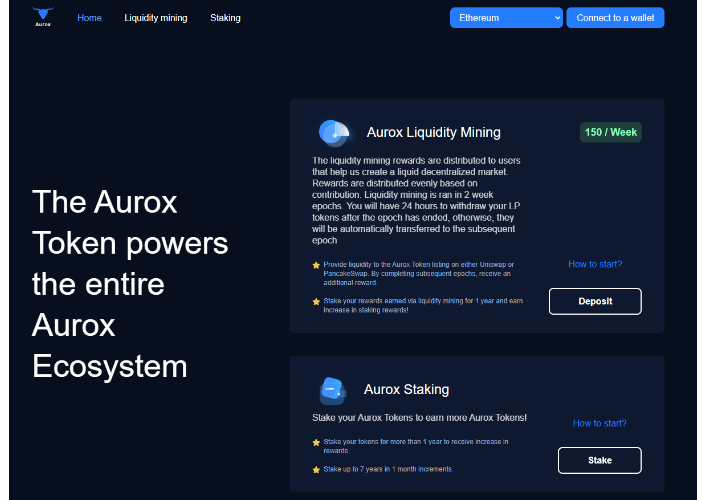 Aurox
Home
Liquidity mining
Staking
Ethereum
Connect to a wallet
The Aurox
Token powers
the entire
Aurox
Ecosystem
Aurox Liquidity Mining
150 / Week
The liquidity mining rewards are distributed to users
that help us create a liquid decentralized market.
Rewards are distributed evenly based on
contribution. Liquidity mining is ran in 2 week
epochs. You will have 24 hours to withdraw your LP
tokens after the epoch has ended, otherwise, they
will be automatically transferred to the subsequent
epoch
Provide liquidity to the Aurox Token listing on either Uniswap or
PancakeSwap. By completing subsequent epochs, receive an
additional reward.
Stake your rewards earned via liquidity mining for 1 year and earn
increase in staking rewards!
How to start?
Deposit
Aurox Staking
Stake your Aurox Tokens to earn more Aurox Tokens!
Stake your tokens for more than 1 year to receive increase in
rewards
Stake up to 7 years in 1 month increments.
How to start?
Stake